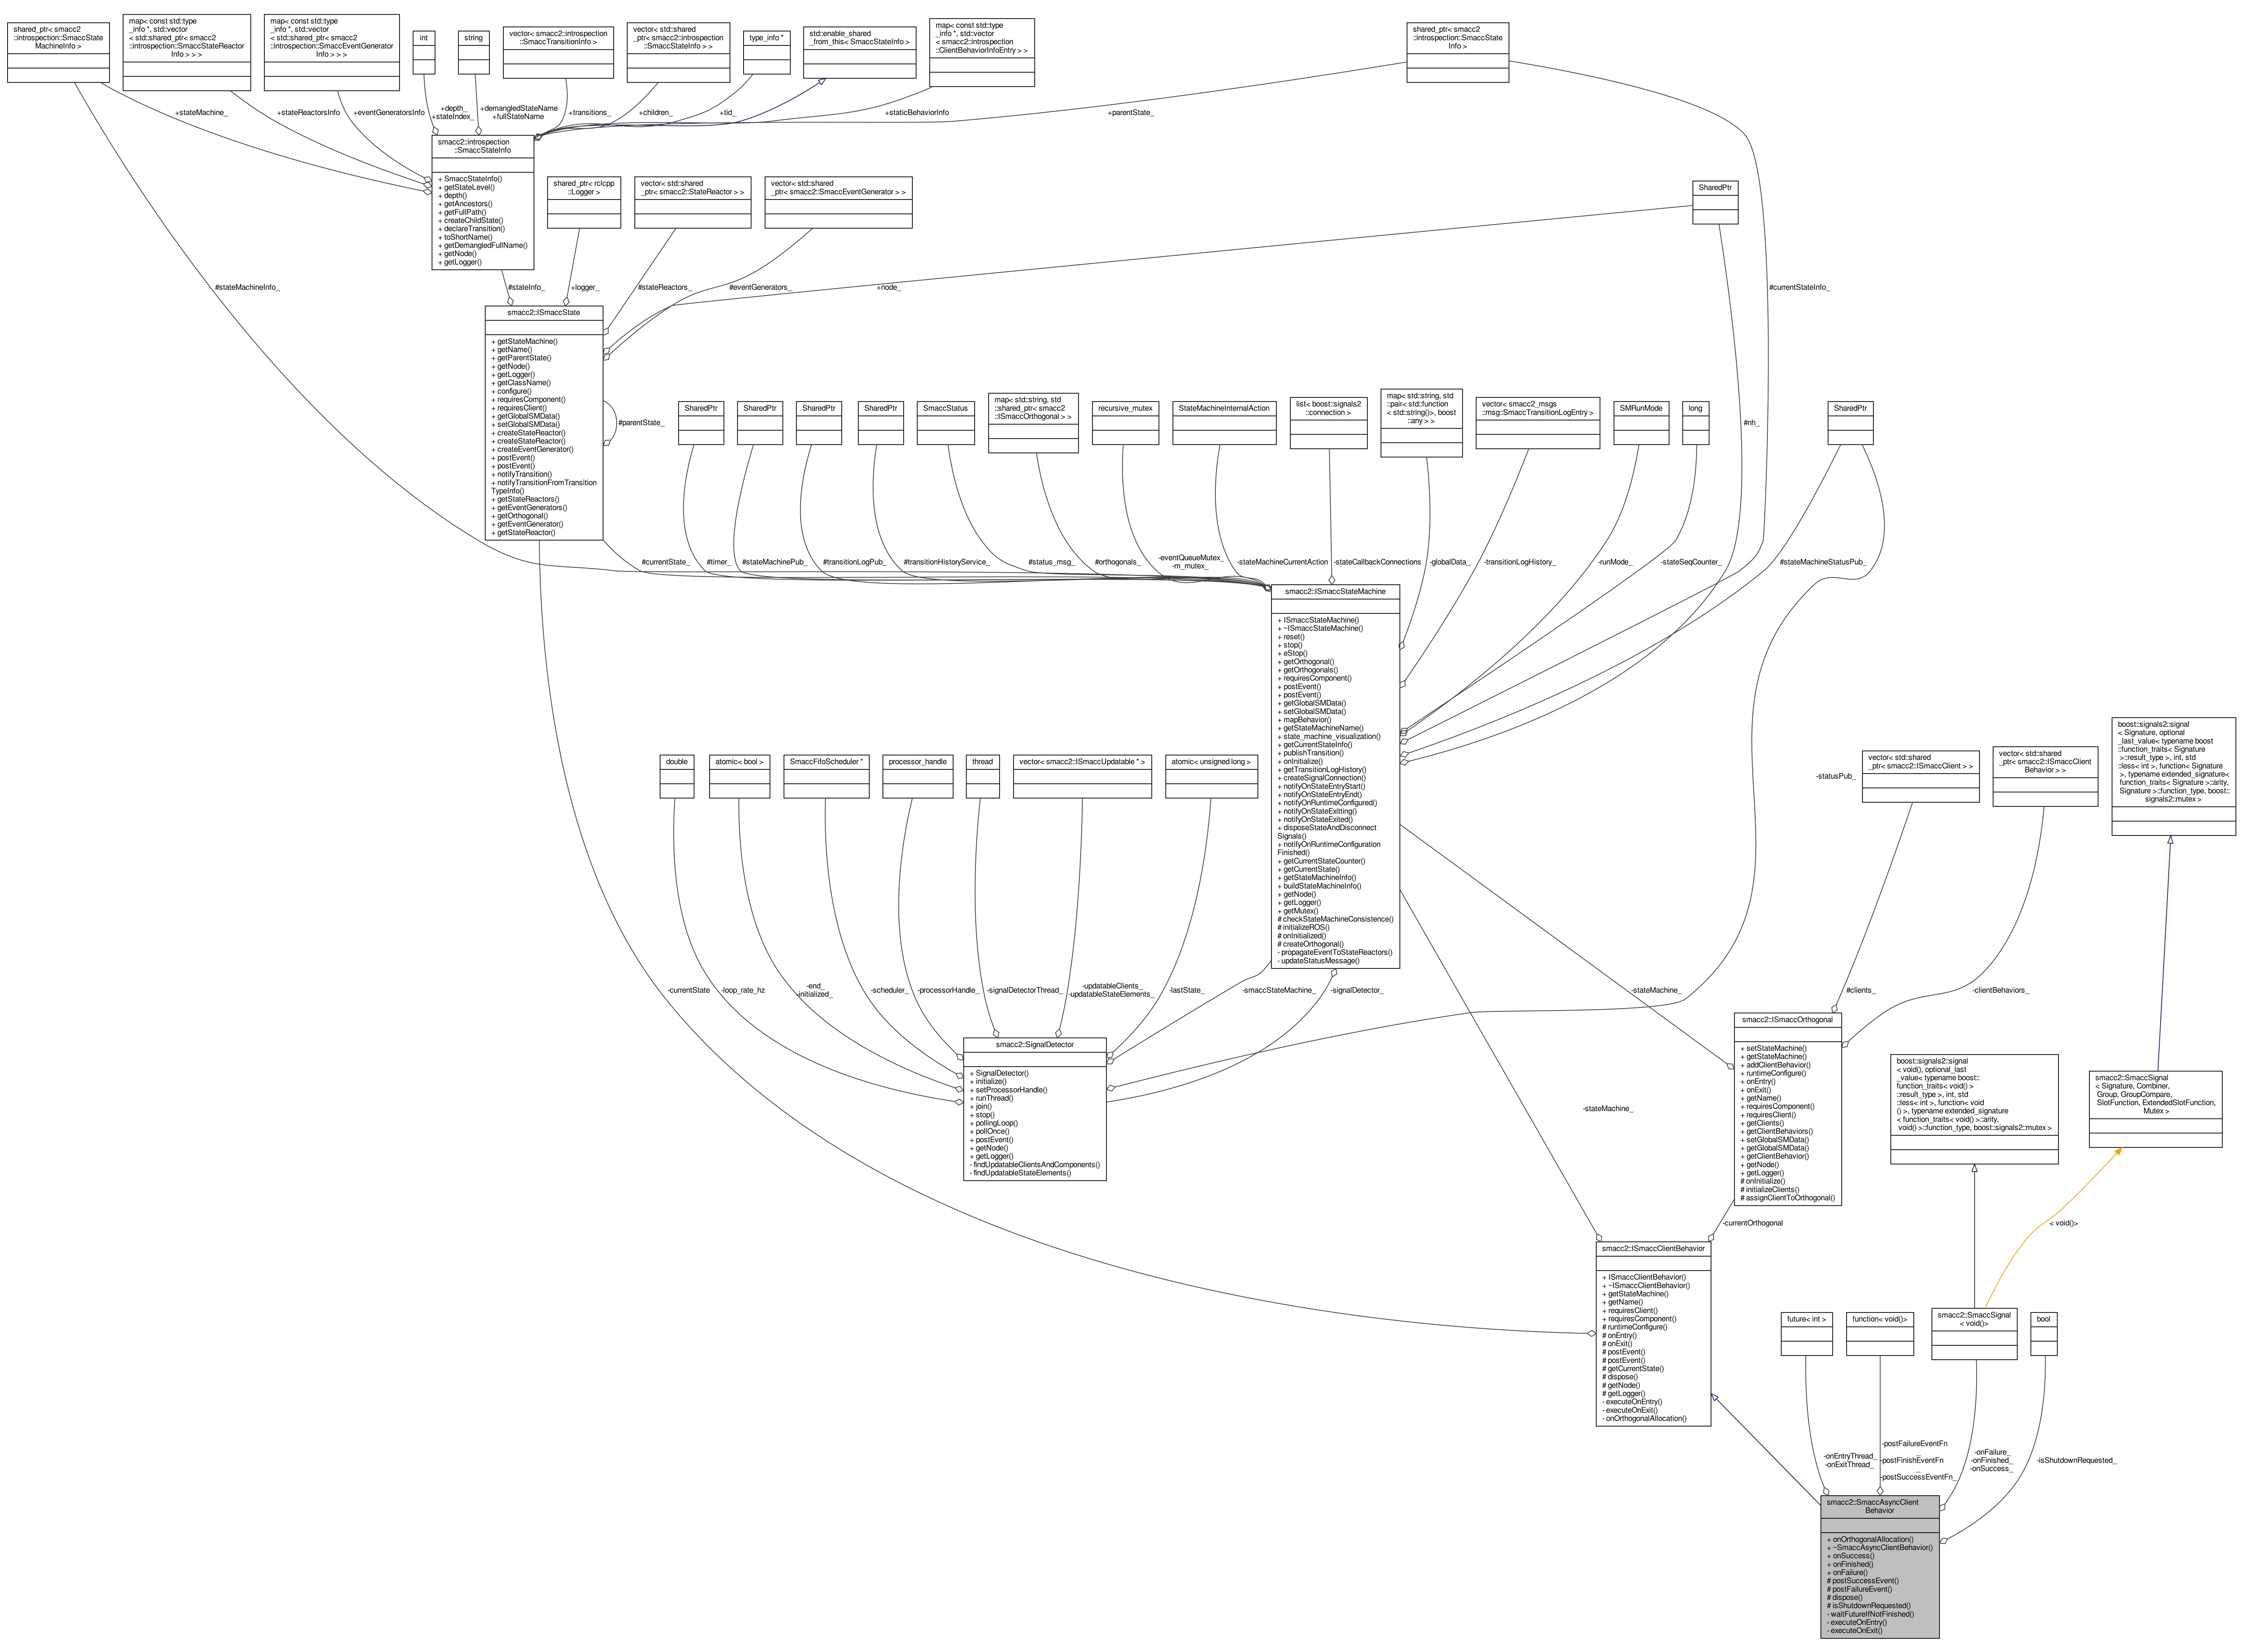 shared_ptr< smacc2
::introspection::SmaccState
MachineInfo >
map< const std::type
_info *, std::vector
< std::shared_ptr< smacc2
::introspection::SmaccStateReactor
Info > > >
map< const std::type
_info *, std::vector
< std::shared_ptr< smacc2
::introspection::SmaccEventGenerator
Info > > >
int
string
vector< smacc2::introspection
::SmaccTransitionInfo >
vector< std::shared
_ptr< smacc2::introspection
::SmaccStateInfo > >
type_info *
std::enable_shared
_from_this< SmaccStateInfo >
map< const std::type
_info *, std::vector
< smacc2::introspection
::ClientBehaviorInfoEntry > >
shared_ptr< smacc2
::introspection::SmaccState
Info >
+stateMachine_
+stateReactorsInfo
+eventGeneratorsInfo
+depth_
+stateIndex_
+demangledStateName
+fullStateName
+transitions_
+children_
+tid_
+staticBehaviorInfo
+parentState_
smacc2::introspection
::SmaccStateInfo
+ SmaccStateInfo()
+ getStateLevel()
+ depth()
+ getAncestors()
+ getFullPath()
+ createChildState()
+ declareTransition()
+ toShortName()
+ getDemangledFullName()
+ getNode()
+ getLogger()
shared_ptr< rclcpp
::Logger >
vector< std::shared
_ptr< smacc2::StateReactor > >
vector< std::shared
_ptr< smacc2::SmaccEventGenerator > >
SharedPtr
#stateMachineInfo_
#stateInfo_
+logger_
#stateReactors_
#eventGenerators_
+node_
#currentStateInfo_
smacc2::ISmaccState
+ getStateMachine()
+ getName()
+ getParentState()
+ getNode()
+ getLogger()
+ getClassName()
+ configure()
+ requiresComponent()
+ requiresClient()
+ getGlobalSMData()
+ setGlobalSMData()
+ createStateReactor()
+ createStateReactor()
+ createEventGenerator()
+ postEvent()
+ postEvent()
+ notifyTransition()
+ notifyTransitionFromTransition
TypeInfo()
+ getStateReactors()
+ getEventGenerators()
+ getOrthogonal()
+ getEventGenerator()
+ getStateReactor()
#parentState_
#nh_
SharedPtr
SharedPtr
SharedPtr
SharedPtr
SmaccStatus
map< std::string, std
::shared_ptr< smacc2
::ISmaccOrthogonal > >
recursive_mutex
StateMachineInternalAction
list< boost::signals2
::connection >
map< std::string, std
::pair< std::function
< std::string()>, boost
::any > >
vector< smacc2_msgs
::msg::SmaccTransitionLogEntry >
SMRunMode
long
SharedPtr
#currentState_
#timer_
#stateMachinePub_
#transitionLogPub_
#transitionHistoryService_
#status_msg_
#orthogonals_
-eventQueueMutex_
-m_mutex_
-stateMachineCurrentAction
-stateCallbackConnections
-globalData_
-transitionLogHistory_
-runMode_
-stateSeqCounter_
#stateMachineStatusPub_
smacc2::ISmaccStateMachine
+ ISmaccStateMachine()
+ ~ISmaccStateMachine()
+ reset()
+ stop()
+ eStop()
+ getOrthogonal()
+ getOrthogonals()
+ requiresComponent()
+ postEvent()
+ postEvent()
+ getGlobalSMData()
+ setGlobalSMData()
+ mapBehavior()
+ getStateMachineName()
+ state_machine_visualization()
+ getCurrentStateInfo()
+ publishTransition()
+ onInitialize()
+ getTransitionLogHistory()
+ createSignalConnection()
+ notifyOnStateEntryStart()
+ notifyOnStateEntryEnd()
+ notifyOnRuntimeConfigured()
+ notifyOnStateExitting()
+ notifyOnStateExited()
+ disposeStateAndDisconnect
Signals()
+ notifyOnRuntimeConfiguration
Finished()
+ getCurrentStateCounter()
+ getCurrentState()
+ getStateMachineInfo()
+ buildStateMachineInfo()
+ getNode()
+ getLogger()
+ getMutex()
# checkStateMachineConsistence()
# initializeROS()
# onInitialized()
# createOrthogonal()
- propagateEventToStateReactors()
- updateStatusMessage()
double
atomic< bool >
SmaccFifoScheduler *
processor_handle
thread
vector< smacc2::ISmaccUpdatable * >
atomic< unsigned long >
-statusPub_
vector< std::shared
_ptr< smacc2::ISmaccClient > >
vector< std::shared
_ptr< smacc2::ISmaccClient
Behavior > >
boost::signals2::signal
< Signature, optional
_last_value< typename boost
::function_traits< Signature
>::result_type >, int, std
::less< int >, function< Signature
>, typename extended_signature<
function_traits< Signature >::arity,
Signature >::function_type, boost::
signals2::mutex >
-currentState
-loop_rate_hz
-end_
-initialized_
-scheduler_
-processorHandle_
-signalDetectorThread_
-updatableClients_
-updatableStateElements_
-lastState_
-smaccStateMachine_
-signalDetector_
-stateMachine_
#clients_
-clientBehaviors_
smacc2::SignalDetector
+ SignalDetector()
+ initialize()
+ setProcessorHandle()
+ runThread()
+ join()
+ stop()
+ pollingLoop()
+ pollOnce()
+ postEvent()
+ getNode()
+ getLogger()
- findUpdatableClientsAndComponents()
- findUpdatableStateElements()
smacc2::ISmaccOrthogonal
+ setStateMachine()
+ getStateMachine()
+ addClientBehavior()
+ runtimeConfigure()
+ onEntry()
+ onExit()
+ getName()
+ requiresComponent()
+ requiresClient()
+ getClients()
+ getClientBehaviors()
+ setGlobalSMData()
+ getGlobalSMData()
+ getClientBehavior()
+ getNode()
+ getLogger()
# onInitialize()
# initializeClients()
# assignClientToOrthogonal()
boost::signals2::signal
< void(), optional_last
_value< typename boost::
function_traits< void() >
::result_type >, int, std
::less< int >, function< void
() >, typename extended_signature
< function_traits< void() >::arity,
void() >::function_type, boost::signals2::mutex >
smacc2::SmaccSignal
< Signature, Combiner,
Group, GroupCompare,
SlotFunction, ExtendedSlotFunction,
Mutex >
-stateMachine_
-currentOrthogonal
< void()>
smacc2::ISmaccClientBehavior
+ ISmaccClientBehavior()
+ ~ISmaccClientBehavior()
+ getStateMachine()
+ getName()
+ requiresClient()
+ requiresComponent()
# runtimeConfigure()
# onEntry()
# onExit()
# postEvent()
# postEvent()
# getCurrentState()
# dispose()
# getNode()
# getLogger()
- executeOnEntry()
- executeOnExit()
- onOrthogonalAllocation()
future< int >
function< void()>
smacc2::SmaccSignal
< void()>
bool
-onEntryThread_
-onExitThread_
-postFailureEventFn
_
-postFinishEventFn
_
-postSuccessEventFn_
-onFailure_
-onFinished_
-onSuccess_
-isShutdownRequested_
smacc2::SmaccAsyncClient
Behavior
+ onOrthogonalAllocation()
+ ~SmaccAsyncClientBehavior()
+ onSuccess()
+ onFinished()
+ onFailure()
# postSuccessEvent()
# postFailureEvent()
# dispose()
# isShutdownRequested()
- waitFutureIfNotFinished()
- executeOnEntry()
- executeOnExit()